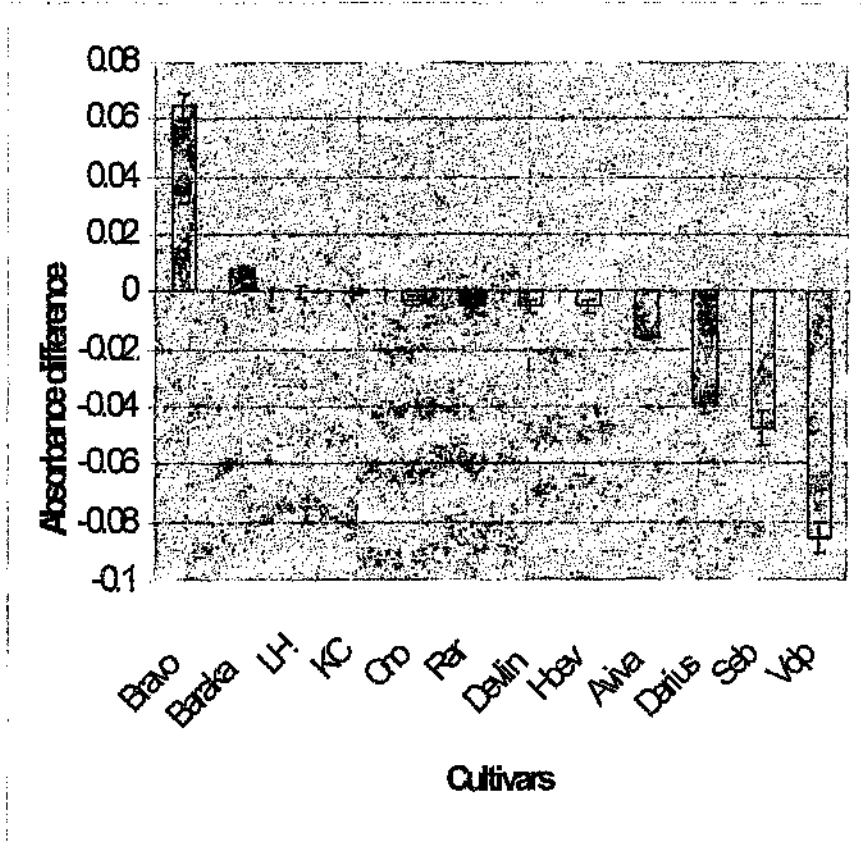 0.08
0.06
0.04
0.02
0
-0.02
-0.04
-0.06
-0.08
-0.1
Absorbance difference
Bravo
Baraka
KC
Devlin
Aviva
Darius
Seb
Cultivars